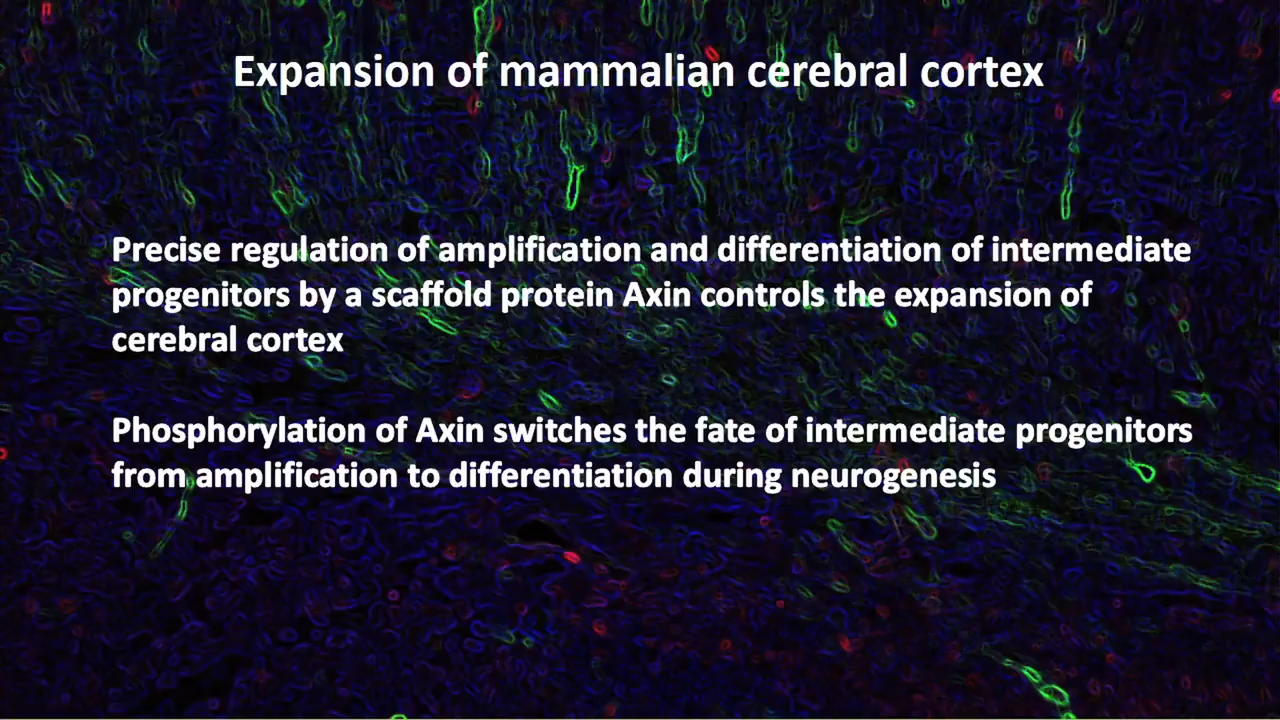 Expansion of mammalian cerebral cortex
Precise regulation of amplification and differentiation of intermediate
progenitors by a scaffold protein Axin controls the expansion of
cerebral cortex
Phosphorylation of Axin switches the fate of intermediate progenitors
from amplification to differentiation during neurogenesis